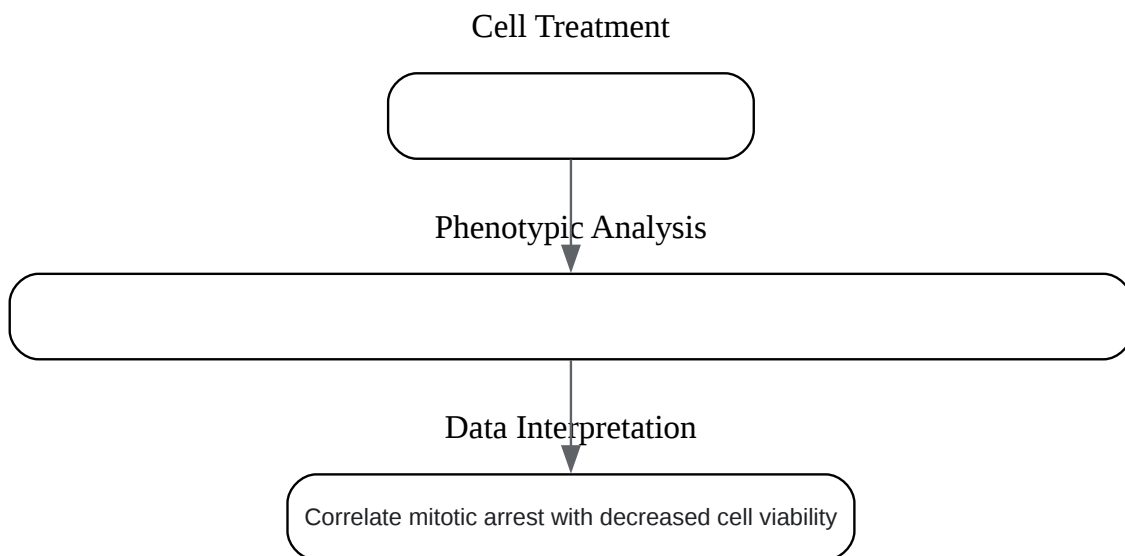 Cell Treatment
Phenotypic Analysis
Data Interpretation
Correlate mitotic arrest with decreased cell viability